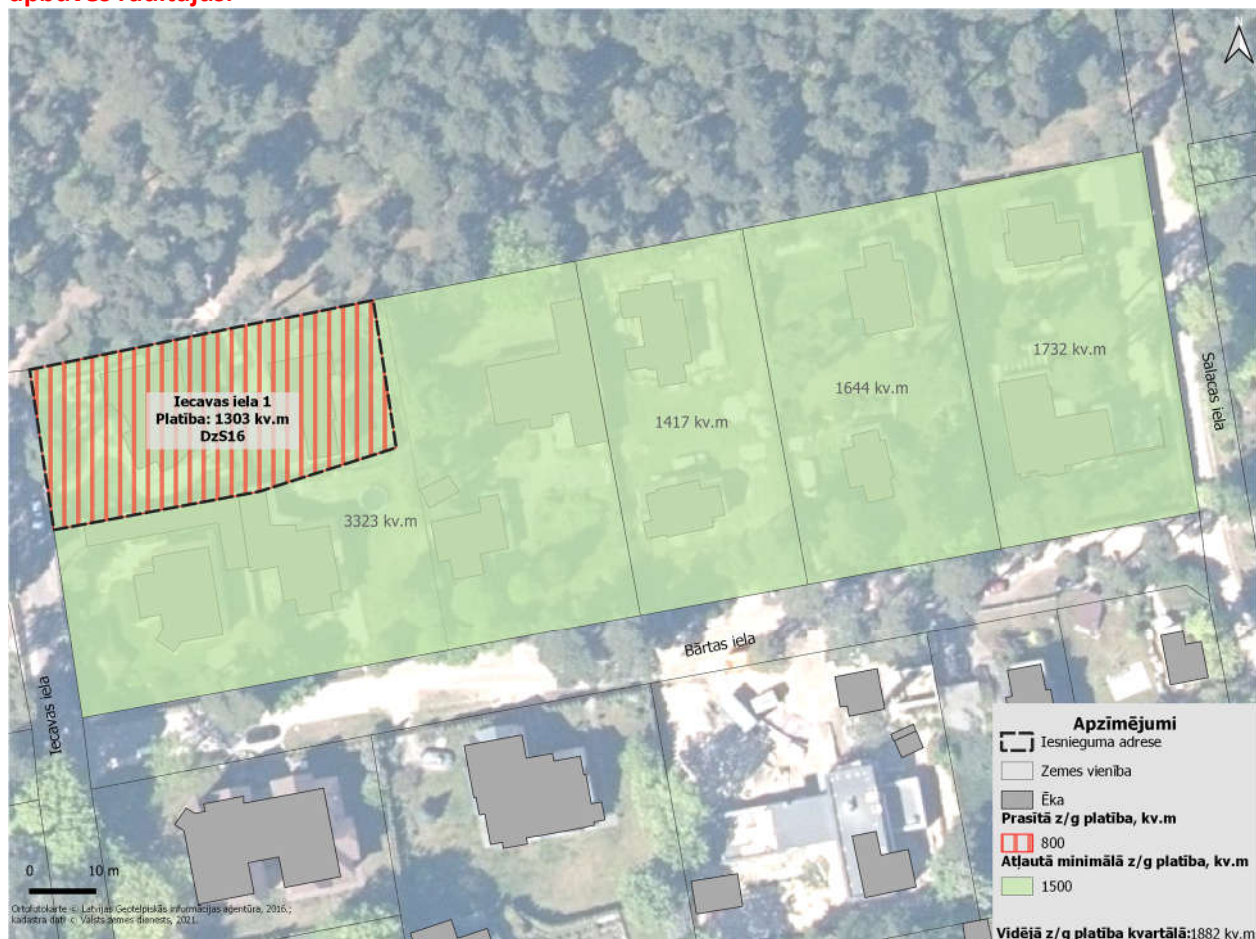 apbūves rādītājus.
N
Iecavas iela 1
Platība: 1303 kv.m
DzS16
3323 kv.m
1417 kv.m
1644 kv.m
1732 kv.m
Salacas iela
Bārtas iela
Iecavas iela
Apzīmējumi
Iesnieguma adrese
Zemes vienība
Ēka
Prasītā z/g platība, kv.m
800
Atļautā minimālā z/g platība, kv.m
1500
Vidējā z/g platība kvartālā:1882 kv.m
0 10 m
Ortofotokarte © Latvijas Ģeotelpiskās informācijas aģentūra, 2016.;
kadastra dati © Valsts zemes dienests, 2021.